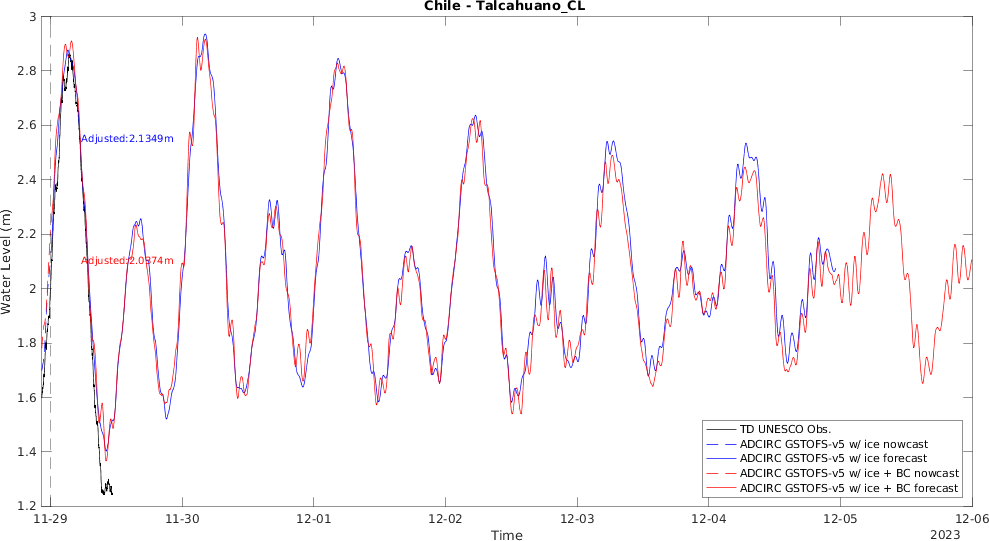 Chile - Talcahuano_CL
3
2.8
2.6
2.4
2.2
2
1.8
1.6
1.4
1.2
Water Level (m)
Adjusted:2.1349m
Adjusted:2.0374m
TD UNESCO Obs.
ADCIRC GSTOFS-v5 w/ ice nowcast
ADCIRC GSTOFS-v5 w/ ice forecast
ADCIRC GSTOFS-v5 w/ ice + BC nowcast
ADCIRC GSTOFS-v5 w/ ice + BC forecast
11-29 11-30 12-01 12-02 12-03 12-04 12-05 12-06
Time
2023